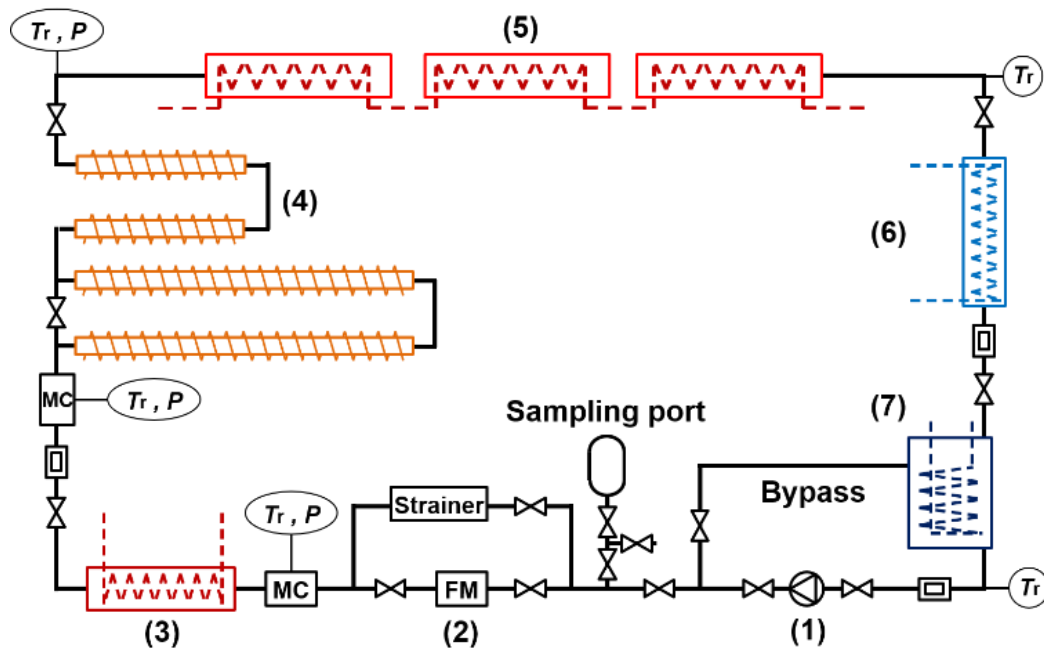 Tr , P
(5)
Tr
(4)
(6)
MC
Tr , P
Sampling port
(7)
Tr , P
Strainer
Bypass
MC
FM
Tr
(3)
(2)
(1)